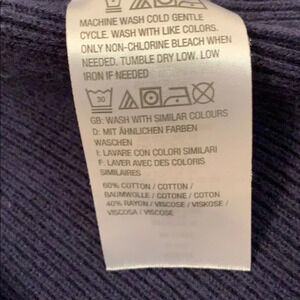 MACHINE WASH COLD GENTLE
CYCLE. WASH WITH LIKE COLORS.
ONLY NON-CHLORINE BLEACH WHEN
NEEDED. TUMBLE DRY LOW. LOW
IRON IF NEEDED
30
GB: WASH WITH SIMILAR COLOURS
D: MIT ÄHNLICHEN FARBEN
WASCHEN
I: LAVARE CON COLORI SIMILARI
F: LAVER AVEC DES COLORIS
SIMILAIRES
60% COTTON / COTTON /
BAUMWOLLE / COTONE / COTON
40% RAYON / VISCOSE / VISKOSE /
VISCOSA / VISCOSE